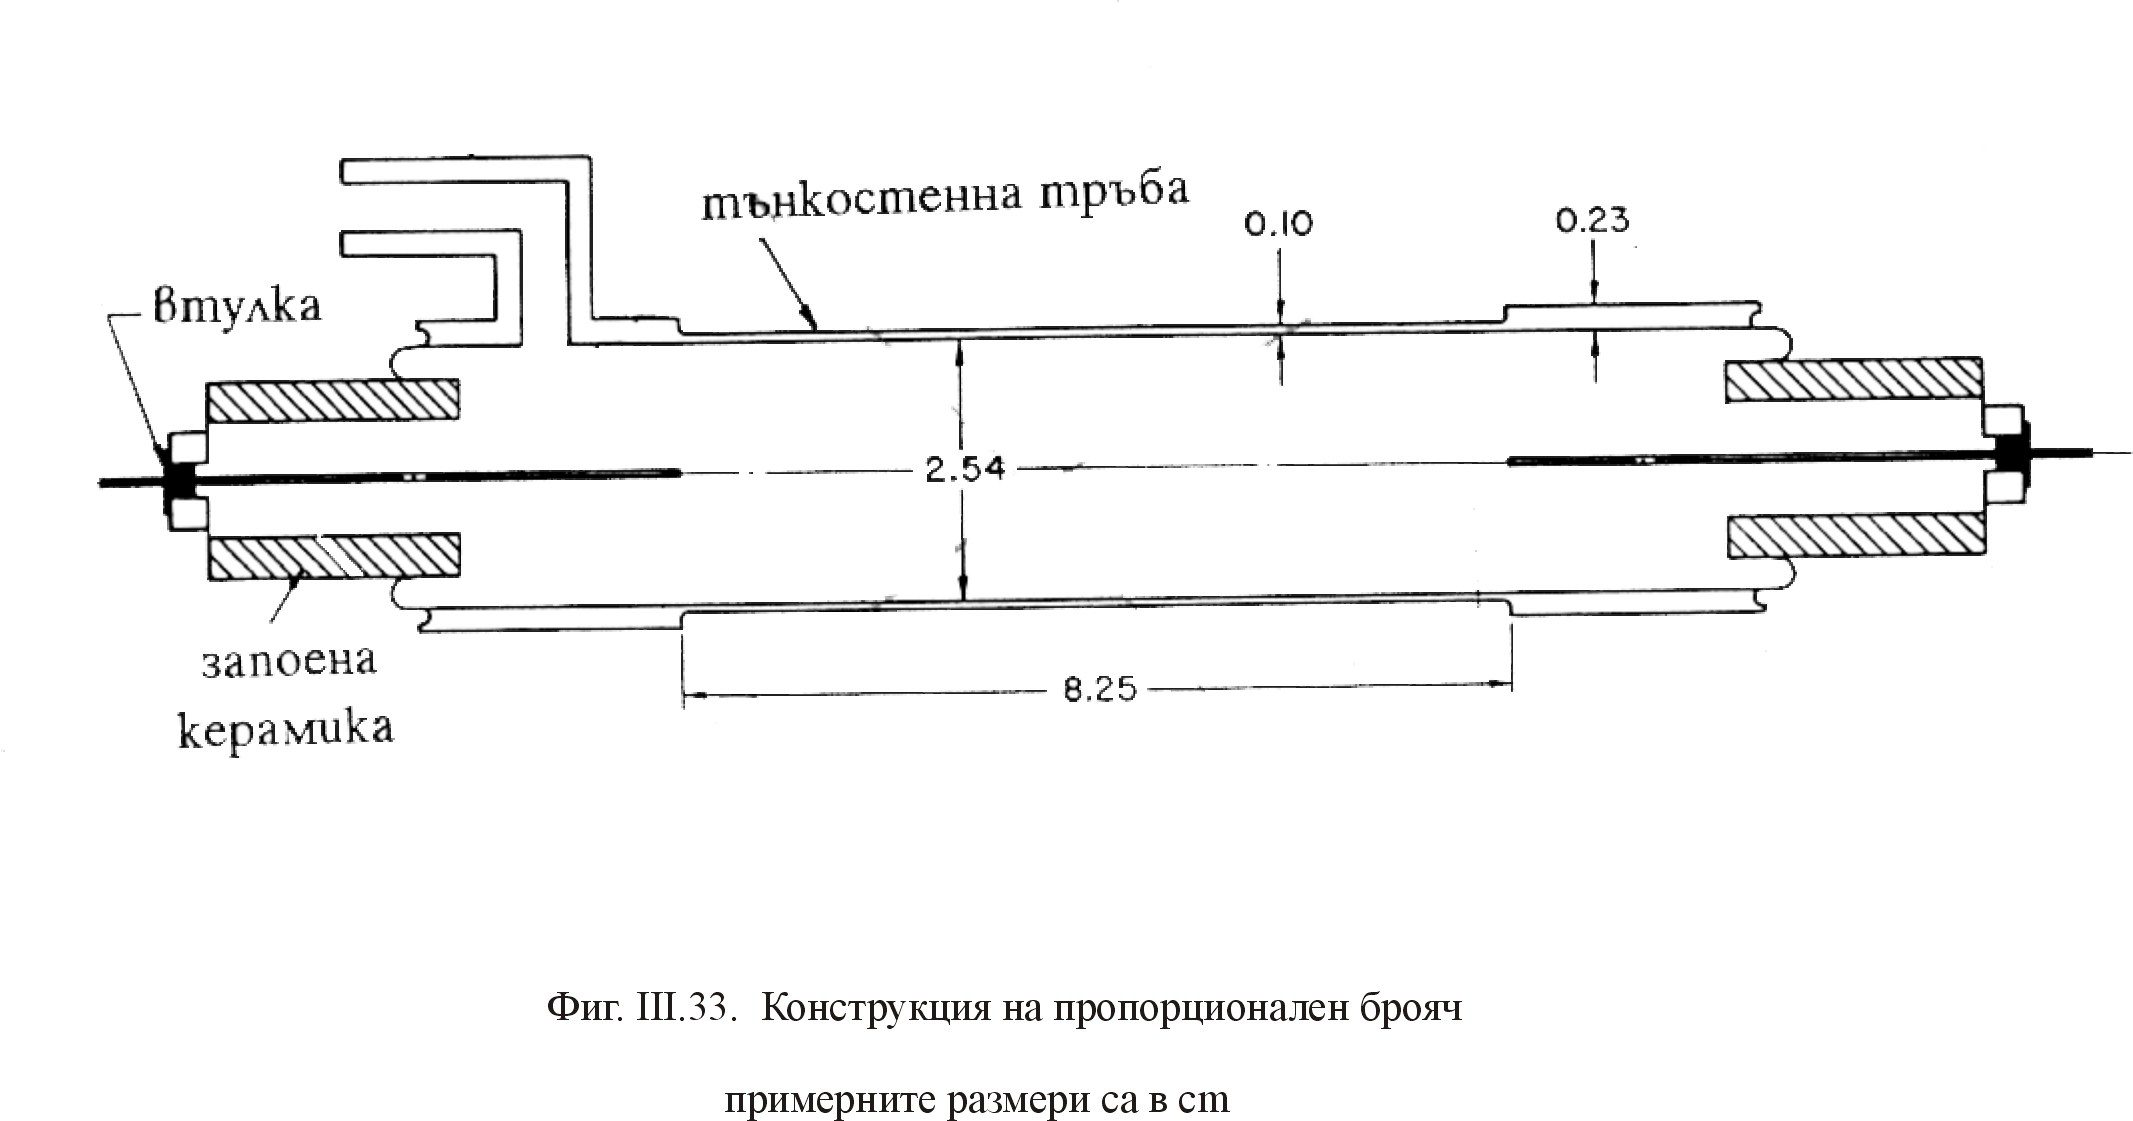 тънкостенна тръба
0.10
0.23
втулка
2.54
запоена
керамика
8.25
Фиг. III.33. Конструкция на пропорционален брояч
примерните размери са в cm